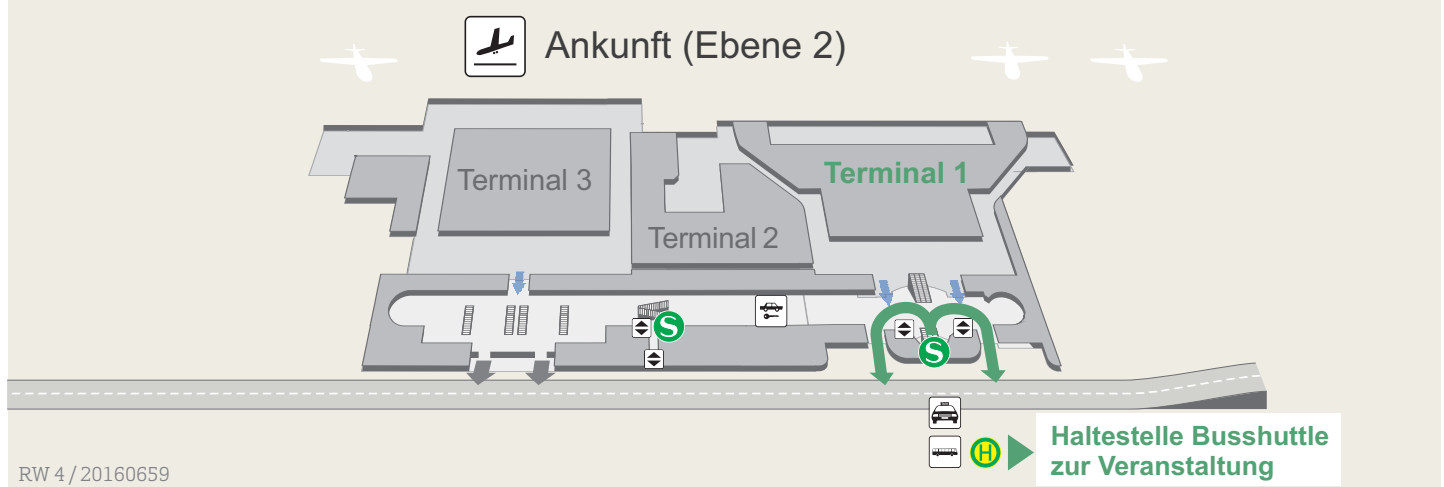 Ankunft (Ebene 2)
Terminal 3
Terminal 2
Terminal 1
S
S
H
Haltestelle Busshuttle
zur Veranstaltung
RW 4 / 20160659